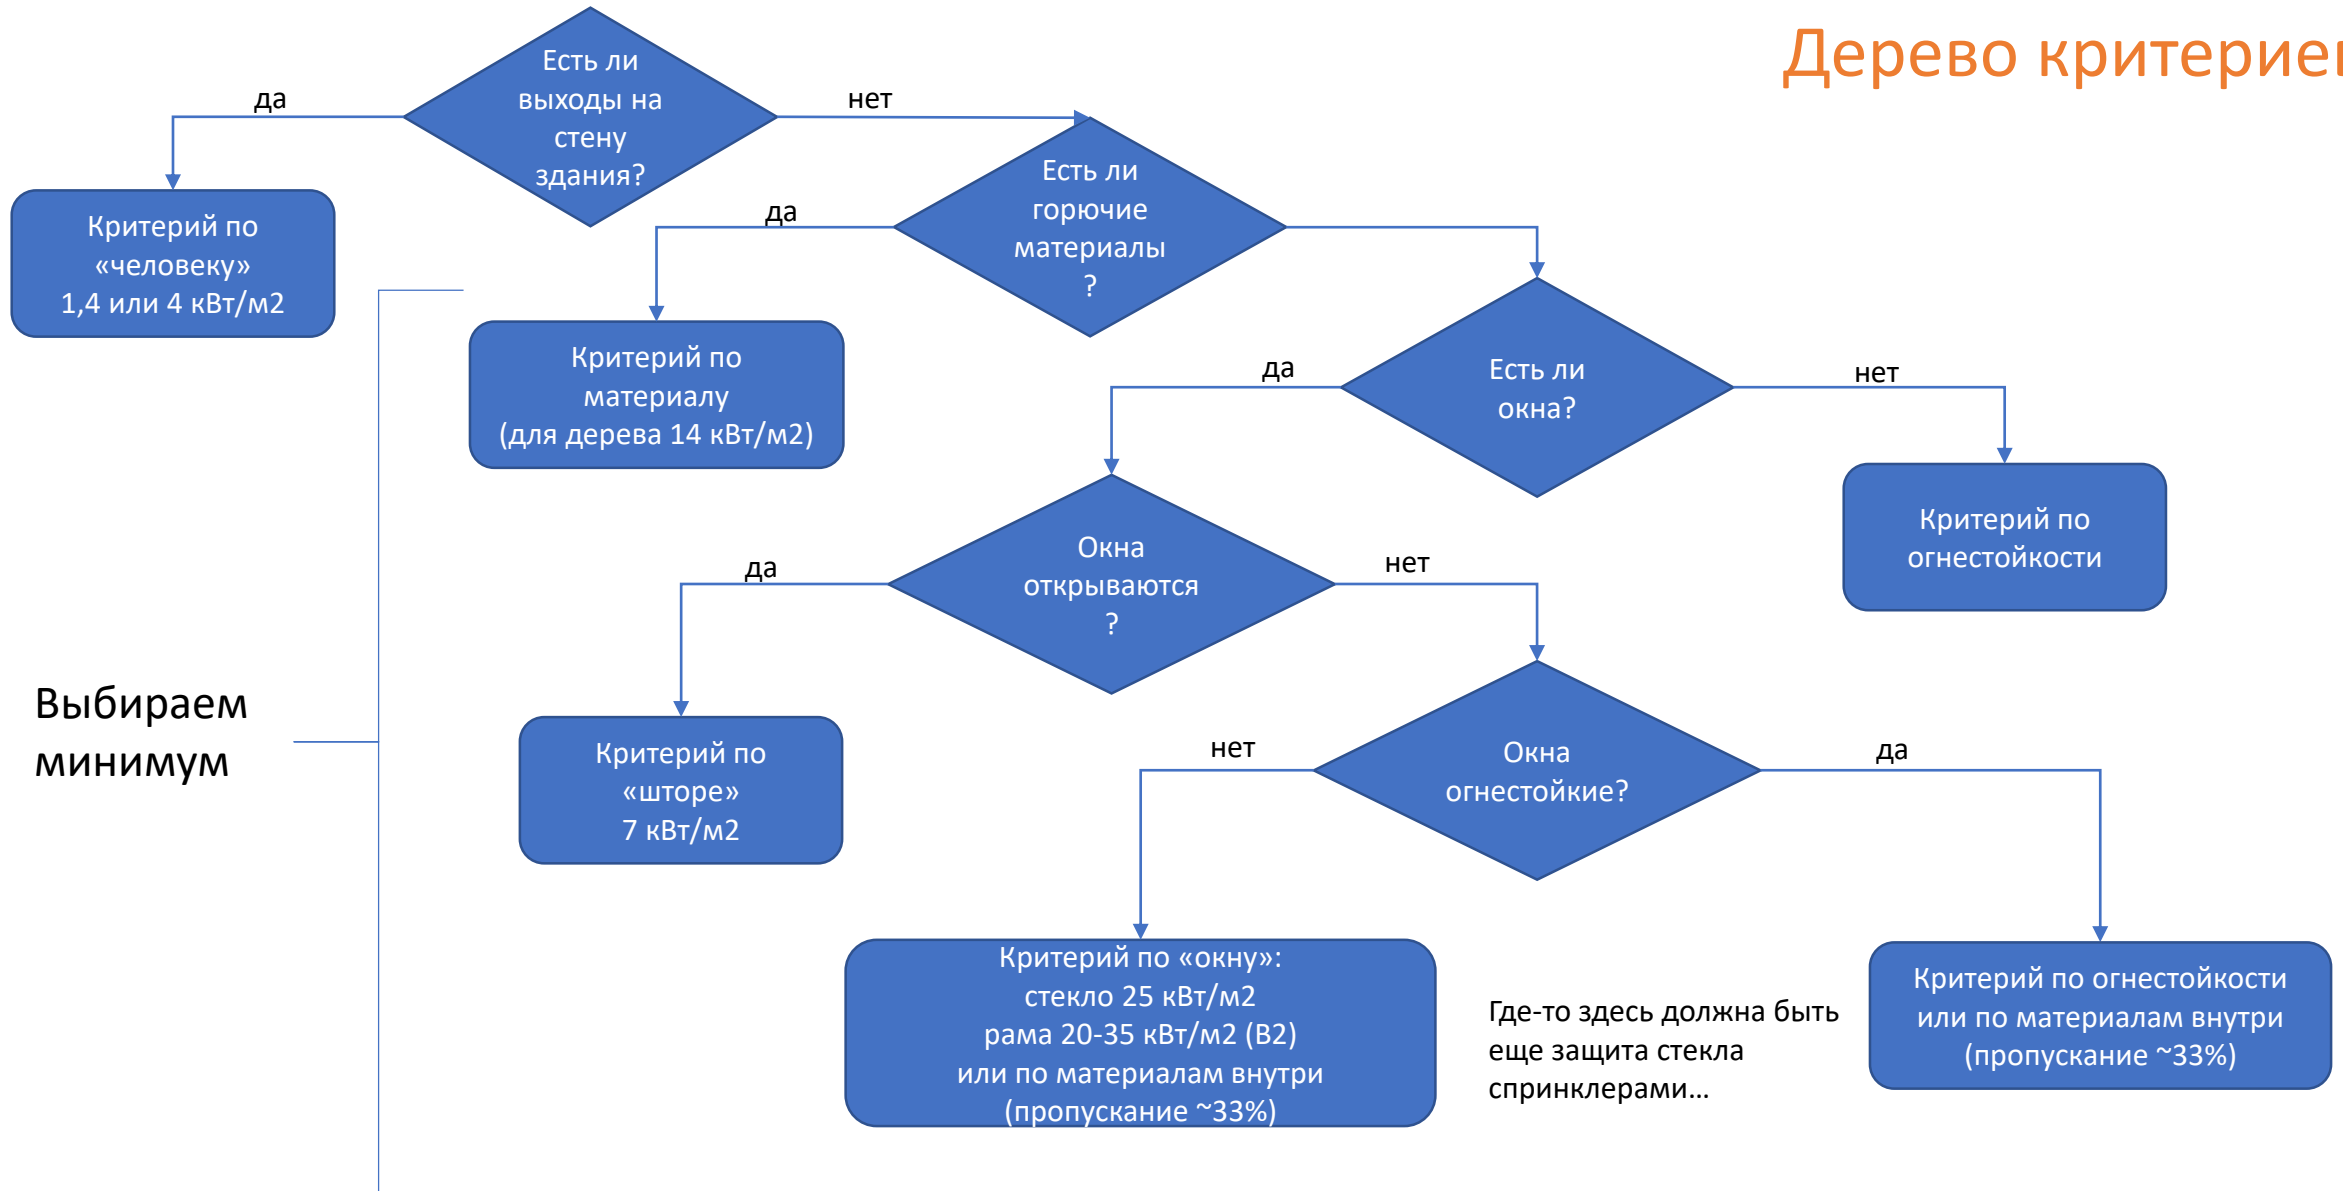 Дерево критерие
Есть ли
выходы на
стену
здания?
да
нет
Критерий по
«человеку»
1,4 или 4 кВт/м2
Есть ли
горючие
материалы
?
да
Критерий по
материалу
(для дерева 14 кВт/м2)
Есть ли
окна?
да
нет
Критерий по
огнестойкости
Окна
открываются
?
да
нет
Выбираем
минимум
Критерий по
«шторе»
7 кВт/м2
Окна
огнестойкие?
нет
да
Критерий по «окну»:
стекло 25 кВт/м2
рама 20-35 кВт/м2 (В2)
или по материалам внутри
(пропускание ~33%)
Где-то здесь должна быть
еще защита стекла
спринклерами…
Критерий по огнестойкости
или по материалам внутри
(пропускание ~33%)